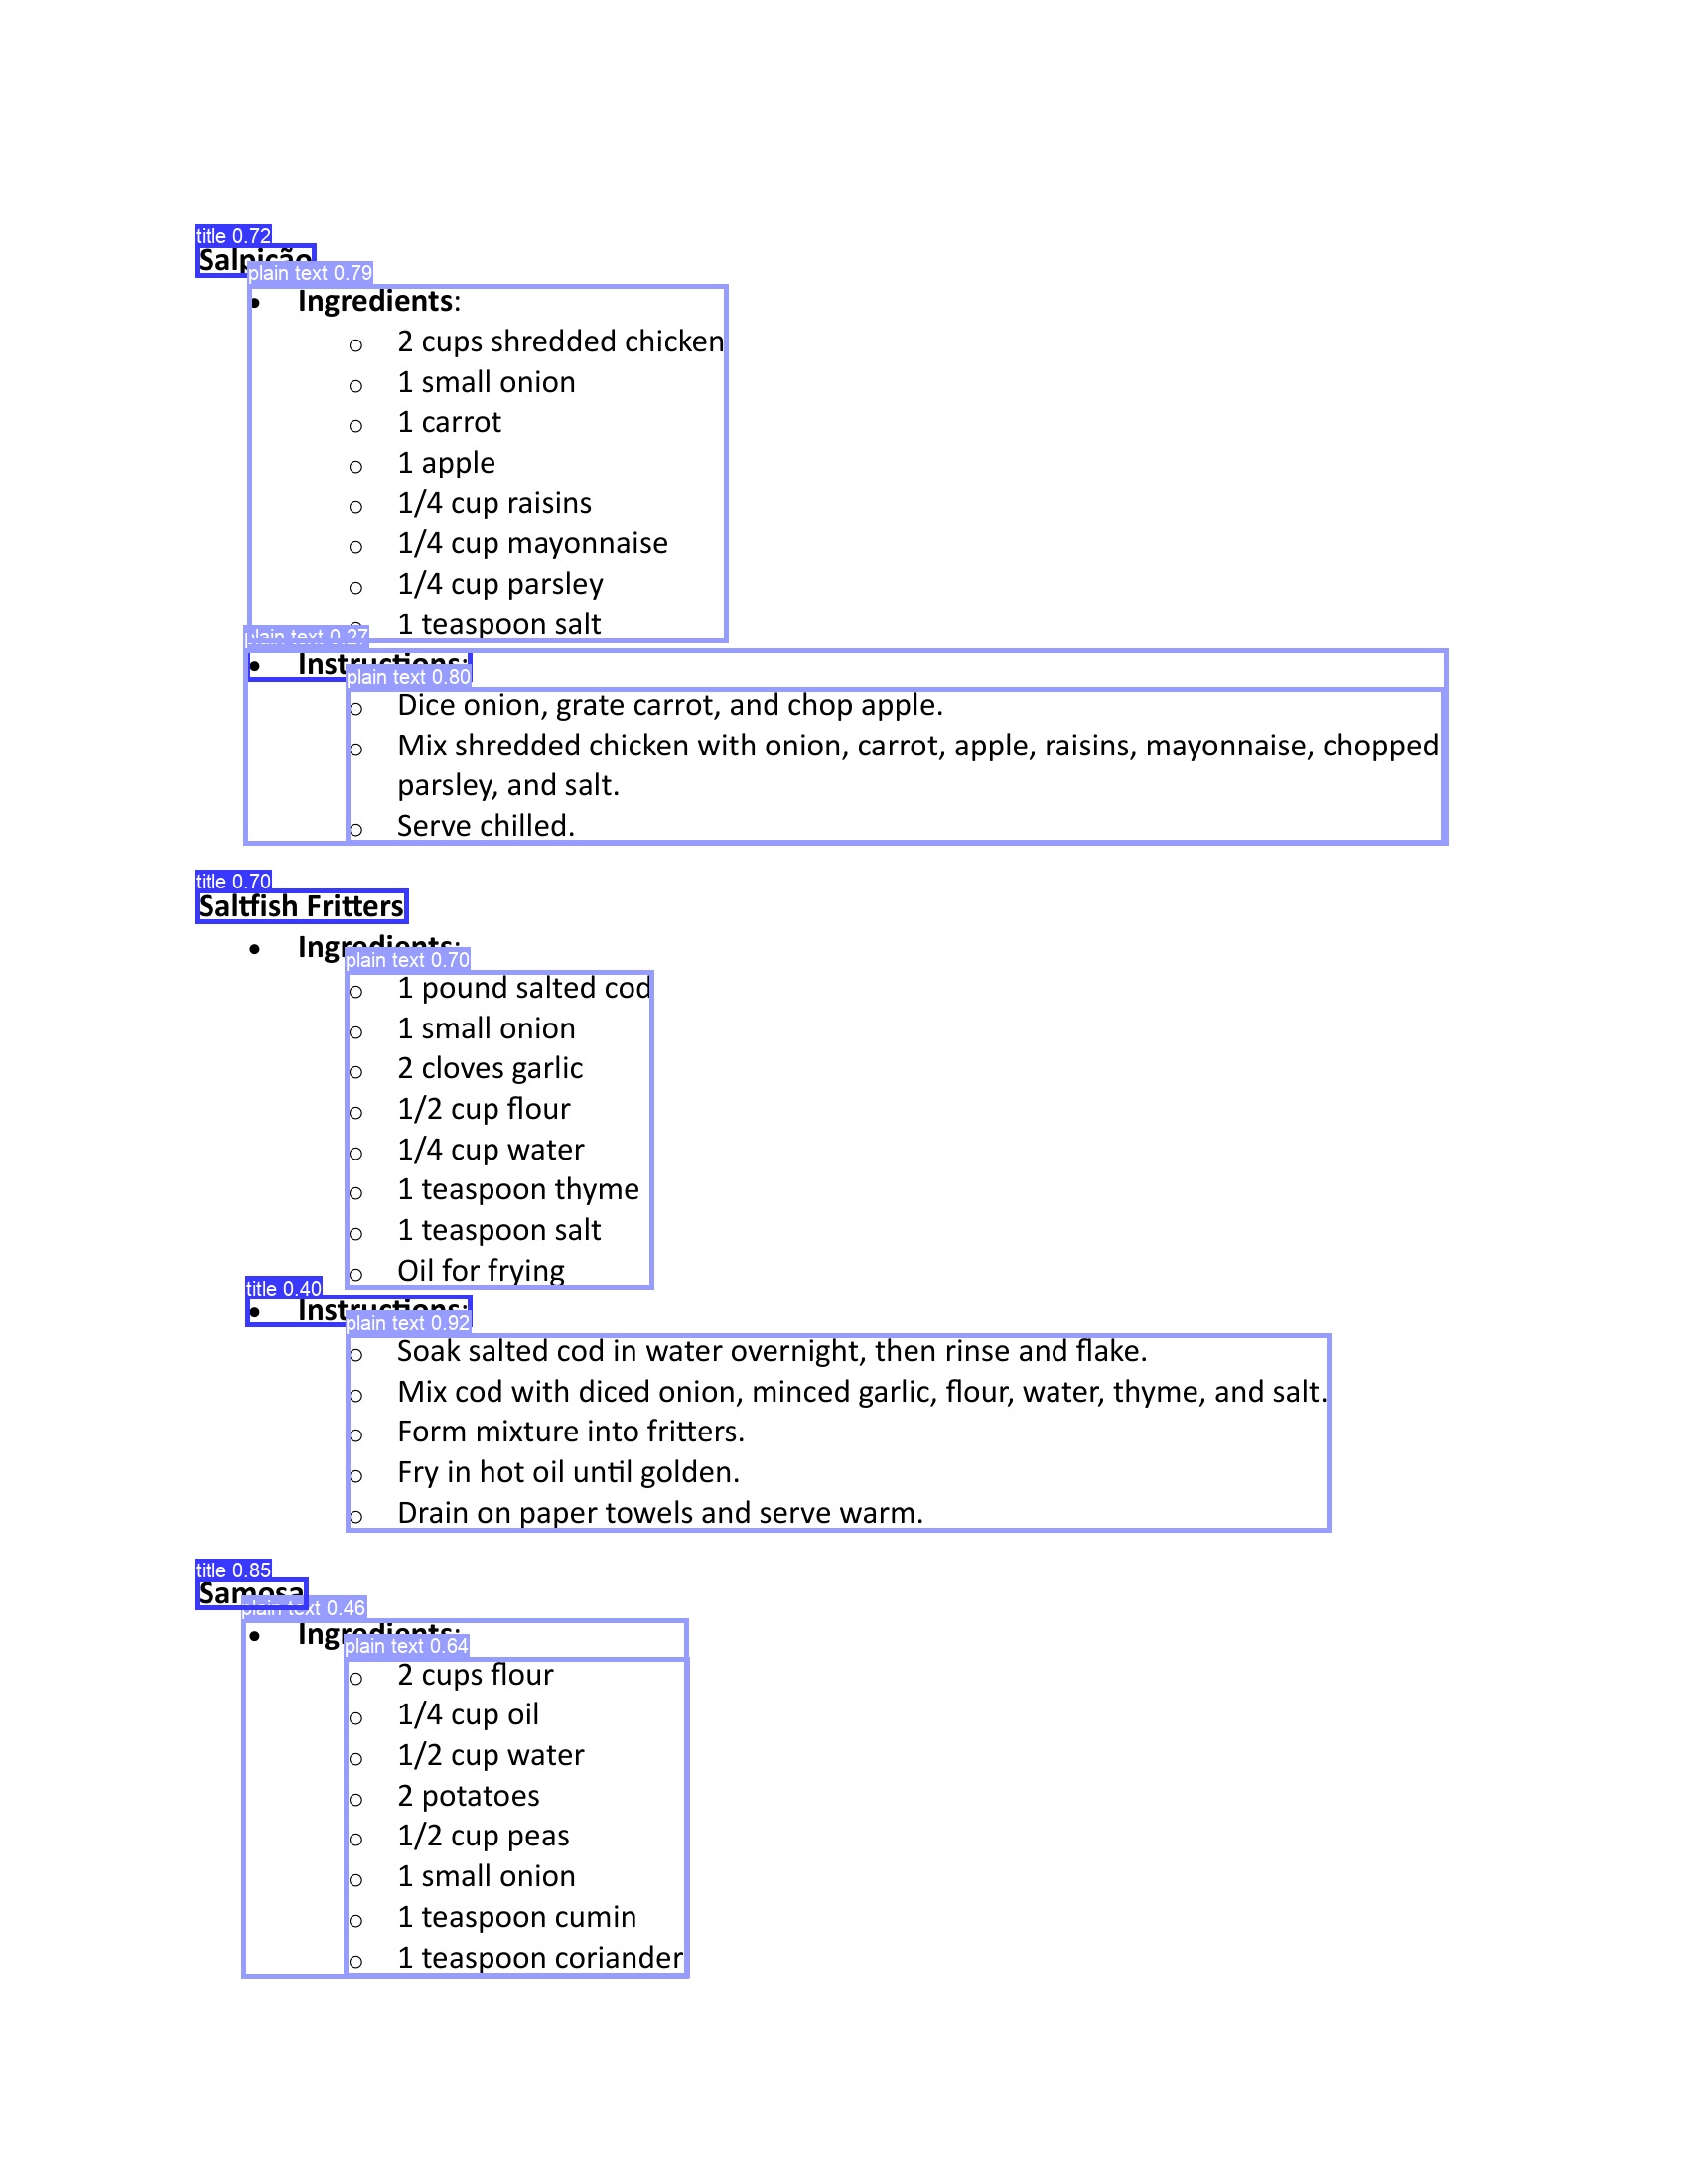 title 0.72
Salpicão
plain text 0.79
• Ingredients:
○ 2 cups shredded chicken
○ 1 small onion
○ 1 carrot
○ 1 apple
○ 1/4 cup raisins
○ 1/4 cup mayonnaise
○ 1/4 cup parsley
○ 1 teaspoon salt
plain text 0.27
• Instructions:
plain text 0.80
○ Dice onion, grate carrot, and chop apple.
○ Mix shredded chicken with onion, carrot, apple, raisins, mayonnaise, chopped
parsley, and salt.
○ Serve chilled.
title 0.70
Saltfish Fritters
• Ingredients:
plain text 0.70
○ 1 pound salted cod
○ 1 small onion
○ 2 cloves garlic
○ 1/2 cup flour
○ 1/4 cup water
○ 1 teaspoon thyme
○ 1 teaspoon salt
○ Oil for frying
title 0.40
• Instructions:
plain text 0.92
○ Soak salted cod in water overnight, then rinse and flake.
○ Mix cod with diced onion, minced garlic, flour, water, thyme, and salt.
○ Form mixture into fritters.
○ Fry in hot oil until golden.
○ Drain on paper towels and serve warm.
title 0.85
Samosa
plain text 0.46
• Ingredients:
plain text 0.64
○ 2 cups flour
○ 1/4 cup oil
○ 1/2 cup water
○ 2 potatoes
○ 1/2 cup peas
○ 1 small onion
○ 1 teaspoon cumin
○ 1 teaspoon coriander